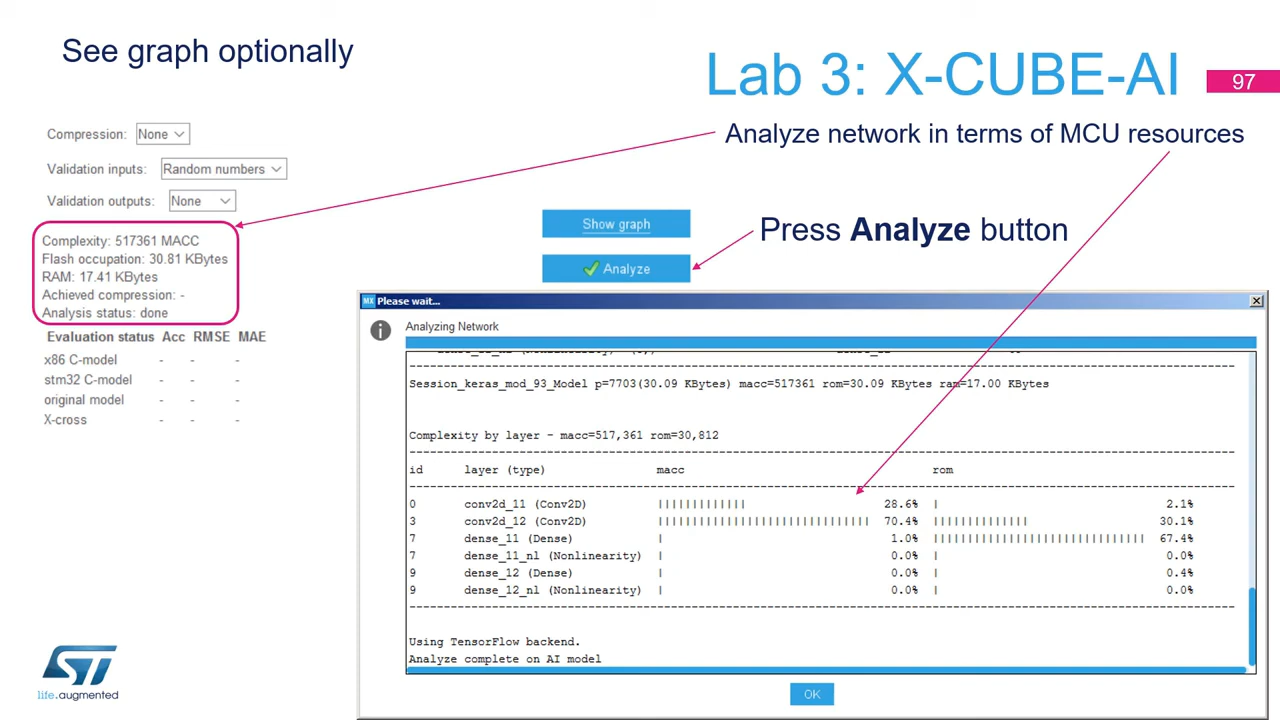 See graph optionally
Lab 3: X-CUBE-AI
97
Analyze network in terms of MCU resources
Compression: None
Validation inputs: Random numbers
Validation outputs: None
Complexity: 517361 MACC
Flash occupation: 30.81 KBytes
RAM: 17.41 KBytes
Achieved compression: -
Analysis status: done
Evaluation status Acc RMSE MAE
x86 C-model - - -
stm32 C-model - - -
original model - - -
X-cross - - -
Show graph
Press Analyze button
Analyze
MX Please wait...
Analyzing Network
Session_keras_mod_93_Model p=7703(30.09 KBytes) macc=517361 rom=30.09 KBytes ram=17.00 KBytes
Complexity by layer - macc=517,361 rom=30,812
id layer (type) macc rom
0 conv2d_11 (Conv2D) ||||||||||||| 28.6% | 2.1%
3 conv2d_12 (Conv2D) ||||||||||||||||||||||||||||||| 70.4% |||||||||||||| 30.1%
7 dense_11 (Dense) | 1.0% ||||||||||||||||||||||||||||||| 67.4%
7 dense_11_nl (Nonlinearity) | 0.0% | 0.0%
9 dense_12 (Dense) | 0.0% | 0.4%
9 dense_12_nl (Nonlinearity) | 0.0% | 0.0%
Using TensorFlow backend.
Analyze complete on AI model
OK
ST
life.augmented